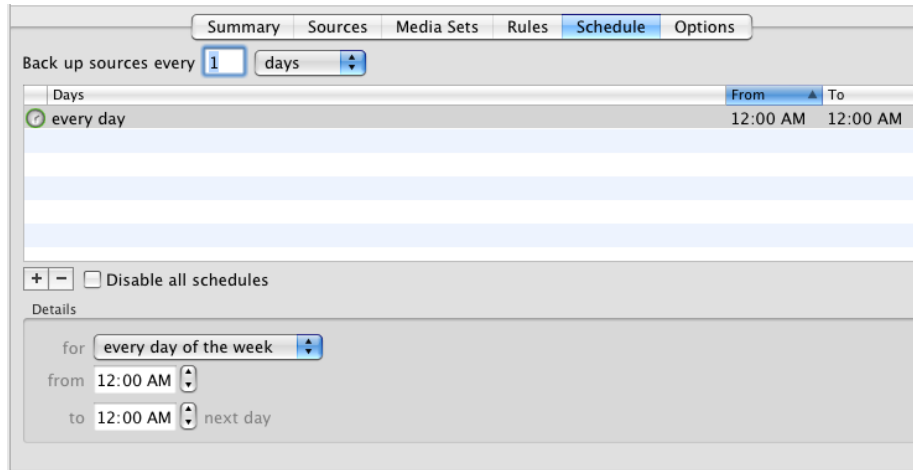 Summary Sources Media Sets Rules Schedule Options
Back up sources every 1 days
Days From To
every day 12:00 AM 12:00 AM
+ − Disable all schedules
Details
for every day of the week
from 12:00 AM
to 12:00 AM next day